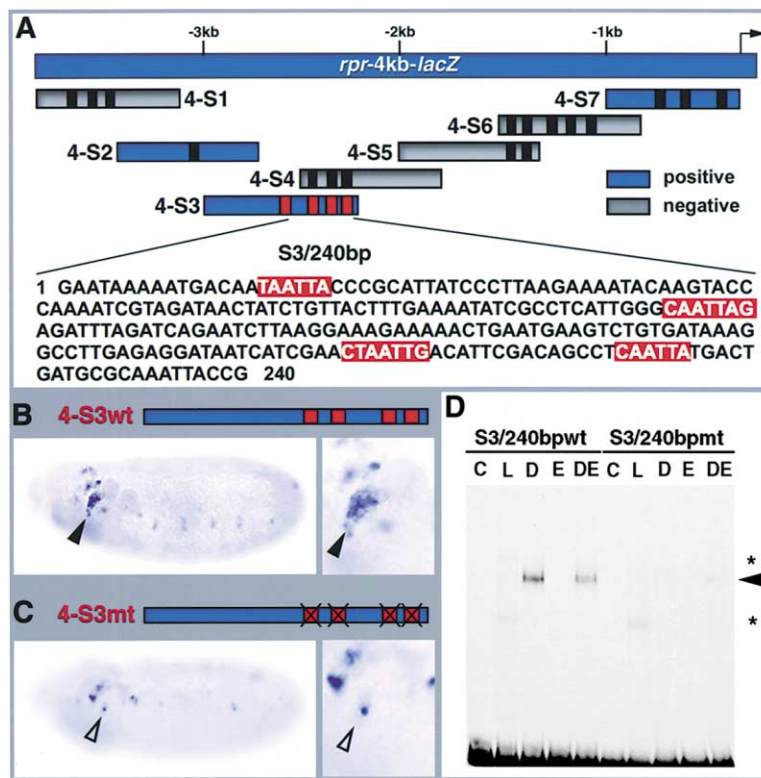 A
-3kb -2kb -1kb
rpr-4kb-lacZ
4-S1 4-S7
4-S6
4-S2 4-S5
4-S4 positive
4-S3 negative
S3/240bp
1 GAATAAAAATGACAATAATTACCCGCATTATCCCTTAAGAAAATACAAGTACC
CAAAATCGTAGATAACTATCTGTTACTTTGAAAATATCGCCTCATTGGGCAATTAG
AGATTTAGATCAGAATCTTAAGGAAAGAAAAACTGAATGAAGTCTGTGATAAAG
GCCTTGAGAGGATAATCATCGAACTAATTGACATTCGACAGCCTCAATTATGACT
GATGCGCAAATTACCG 240
B 4-S3wt
C 4-S3mt
D
S3/240bpwt S3/240bpmt
C L D E DE C L D E DE
*
*